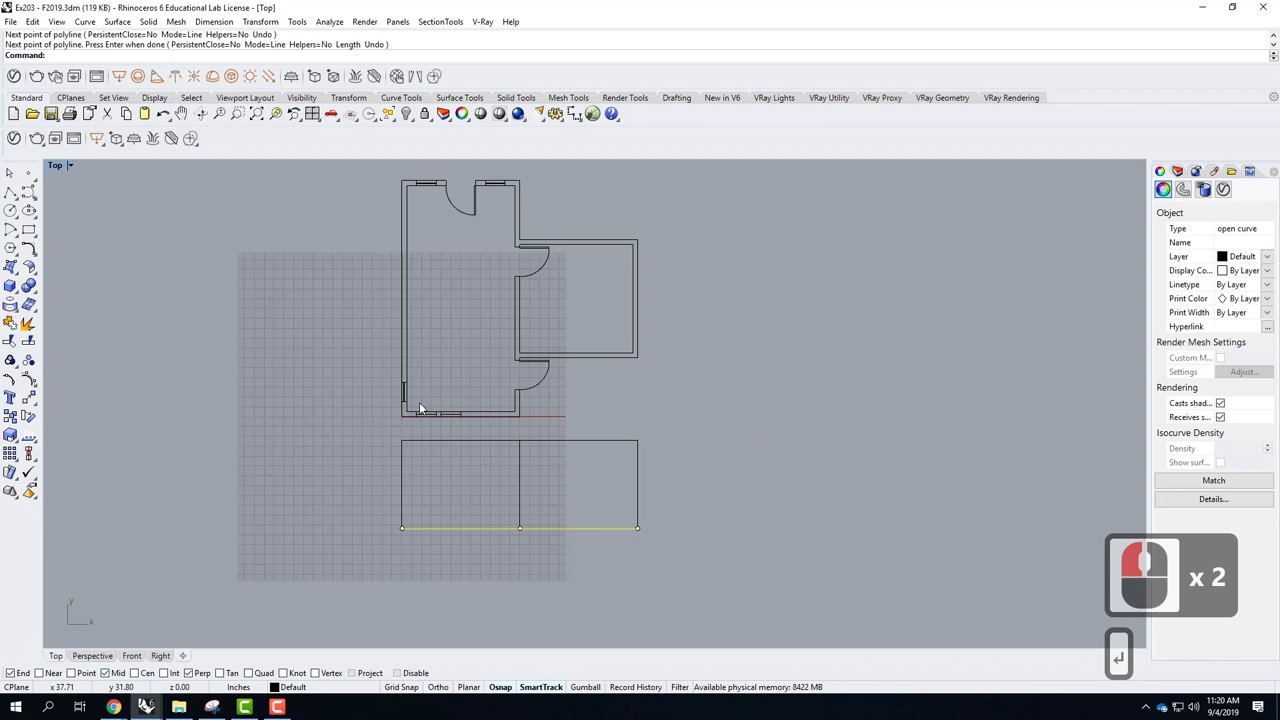 Ex203 - F2019.3dm (119 KB) - Rhinoceros 6 Educational Lab License - [Top]
File Edit View Curve Surface Solid Mesh Dimension Transform Tools Analyze Render Panels SectionTools V-Ray Help
Next point of polyline ( PersistentClose=No Mode=Line Helpers=No Undo )
Next point of polyline. Press Enter when done ( PersistentClose=No Mode=Line Helpers=No Length Undo )
Command:
Standard CPlanes Set View Display Select Viewport Layout Visibility Transform Curve Tools Surface Tools Solid Tools Mesh Tools Render Tools Drafting New in V6 VRay Lights VRay Utility VRay Proxy VRay Geometry VRay Rendering
Top
Object
Type open curve
Name
Layer Default
Display Co... By Layer
Linetype By Layer
Print Color By Layer
Print Width By Layer
Hyperlink ...
Render Mesh Settings
Custom M...
Settings Adjust...
Rendering
Casts shad...
Receives s...
Isocurve Density
Density
Show surf...
Match
Details...
x 2
y
x
Top Perspective Front Right
End Near Point Mid Cen Int Perp Tan Quad Knot Vertex Project Disable
CPlane x 37.71 y 31.80 z 0.00 Inches Default Grid Snap Ortho Planar Osnap SmartTrack Gumball Record History Filter Available physical memory: 8422 MB
11:20 AM
9/4/2019